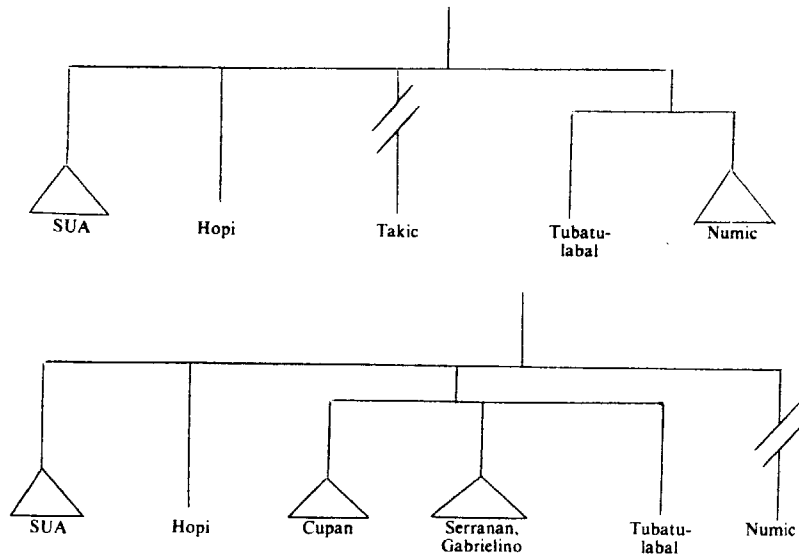 SUA Hopi Takic Tubatu- Numic
labal
SUA Hopi Cupan Serranan, Tubatu- Numic
Gabrielino labal